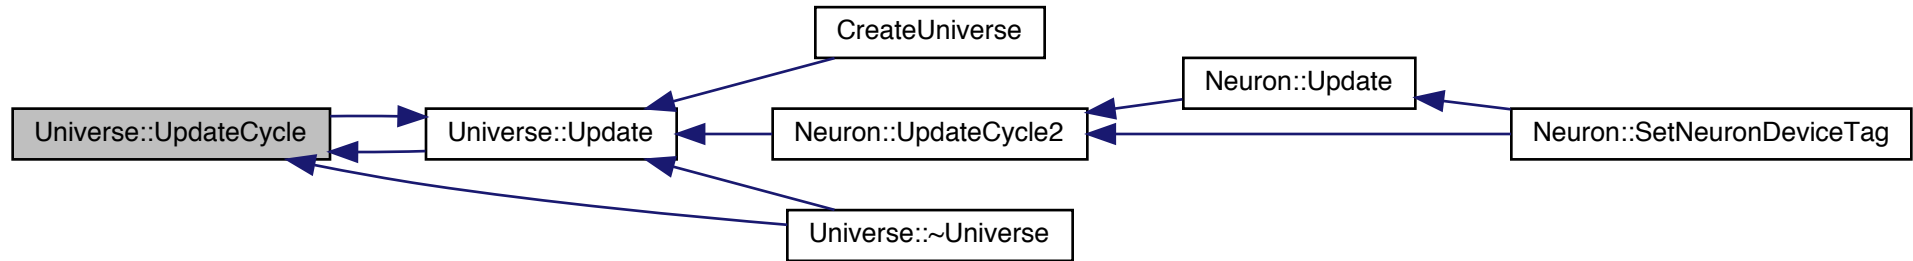 CreateUniverse
Neuron::Update
Universe::UpdateCycle
Universe::Update
Neuron::UpdateCycle2
Neuron::SetNeuronDeviceTag
Universe::~Universe